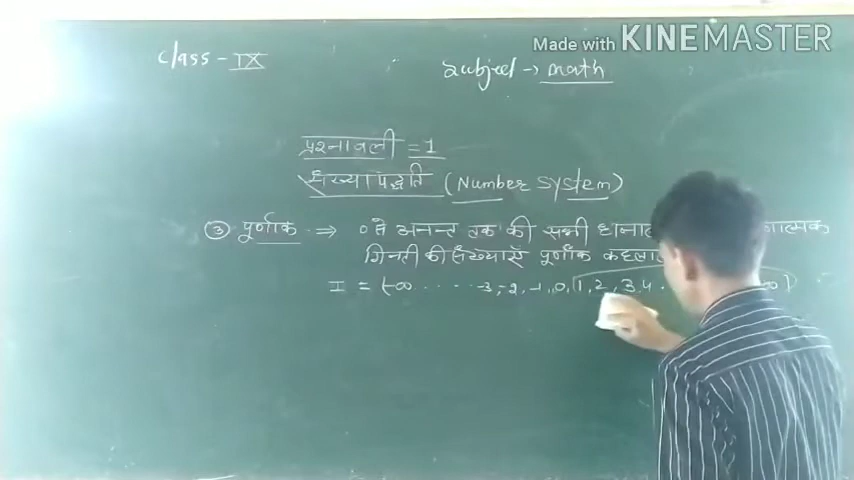 Made with KINEMASTER
Class - IX
Subject → math
प्रश्नावली = 1
संख्या पद्धति (Number System)
③ पूर्णांक ⇒ 0 से अनन्त तक की सभी धनात्मक
गिनती की संख्याएँ पूर्णांक कहला
I = (-∞ ..... -3, -2, -1, 0, 1, 2, 3, 4 . ∞)